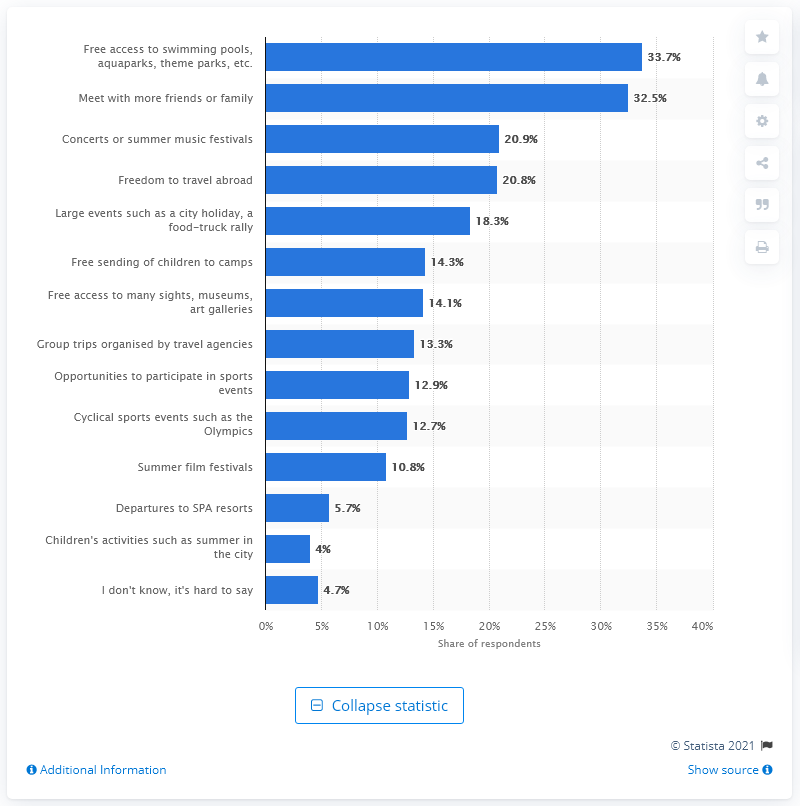 Free access to swimming pools,
aquaparks, theme parks, etc.
33.7%
Meet with more friends or family
32.5%
Concerts or summer music festivals
20.9%
Freedom to travel abroad
20.8%
Large events such as a city holiday, a
food-truck rally
18.3%
Free sending of children to camps
14.3%
Free access to many sights, museums,
art galleries
14.1%
Group trips organised by travel agencies
13.3%
Opportunities to participate in sports
events
12.9%
Cyclical sports events such as the
Olympics
12.7%
Summer film festivals
10.8%
Departures to SPA resorts
5.7%
Children's activities such as summer in
the city
4%
I don't know, it's hard to say
4.7%
0% 5% 10% 15% 20% 25% 30% 35% 40%
Share of respondents
Collapse statistic
© Statista 2021
Additional Information Show source